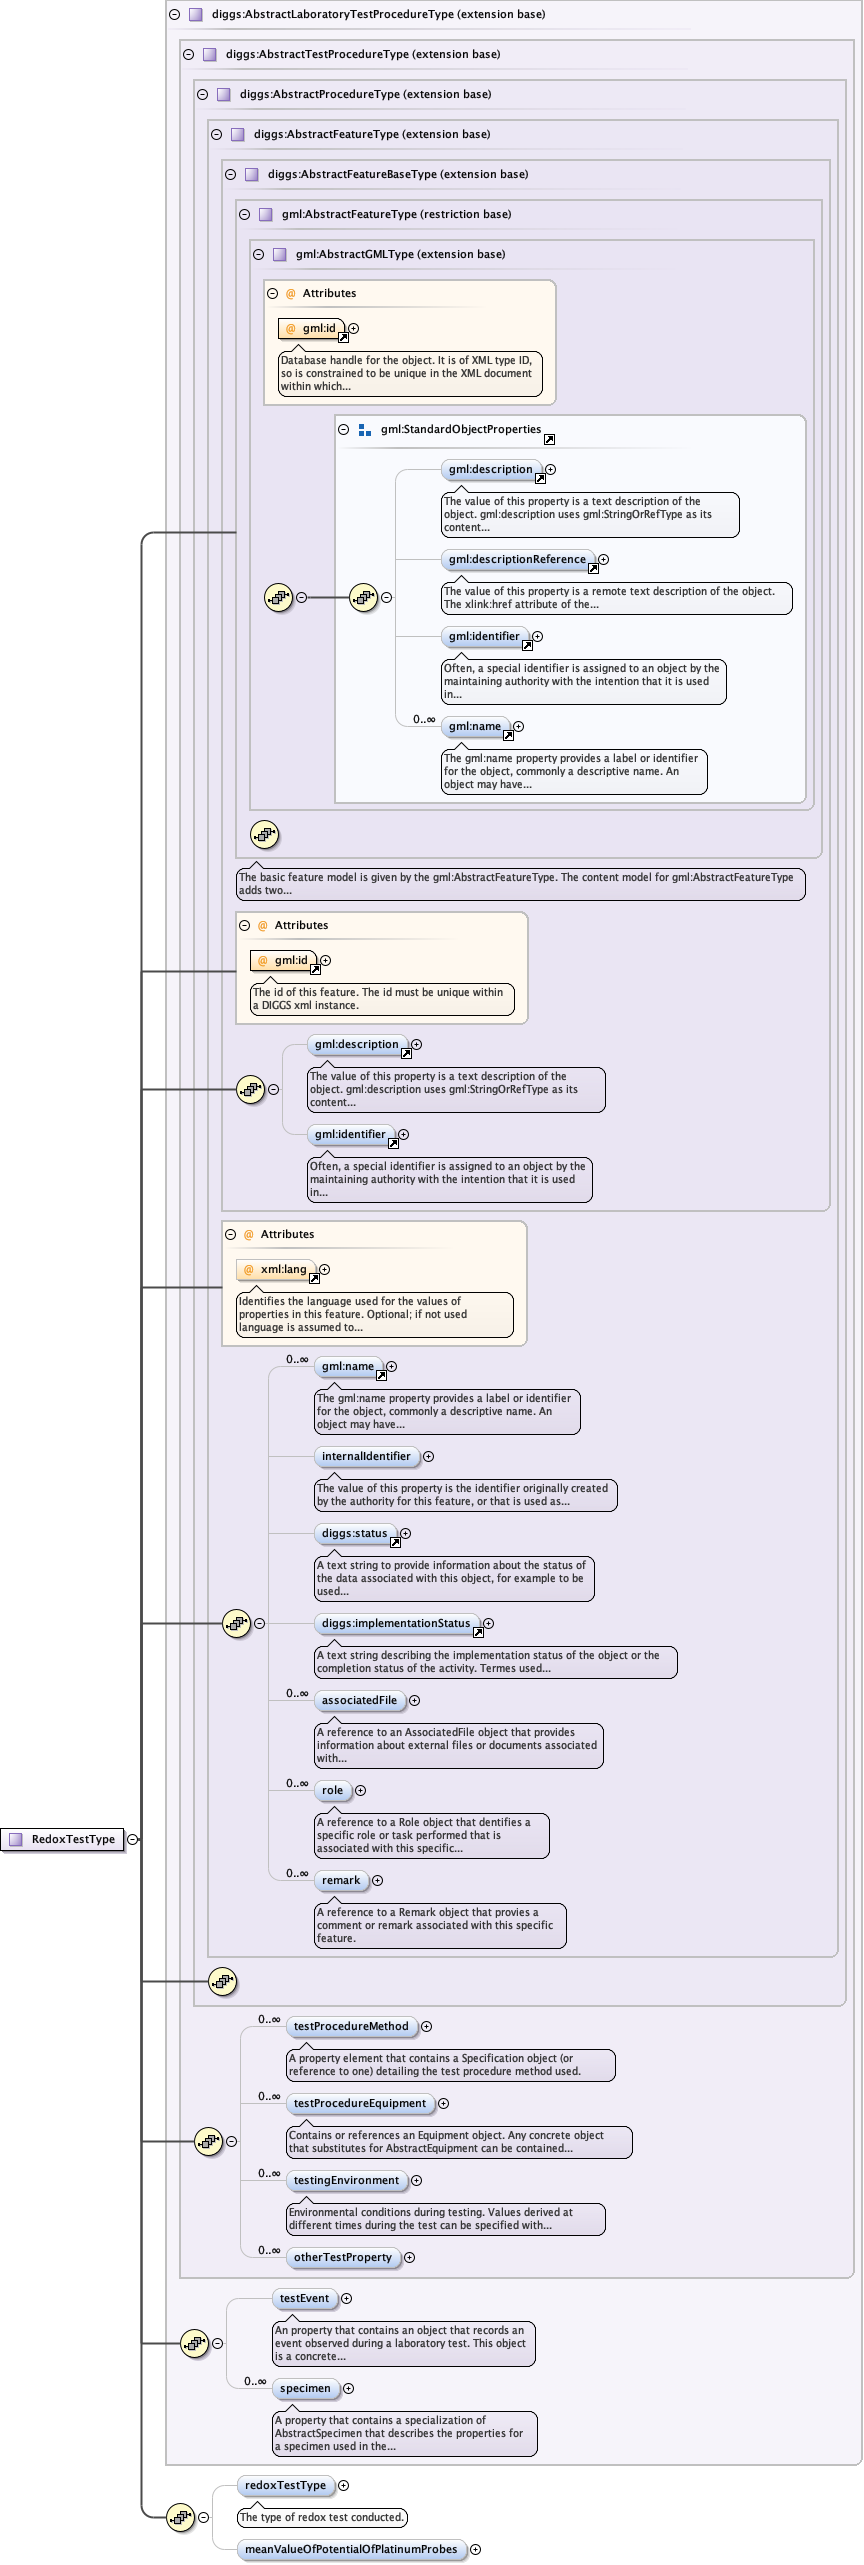 diggs:AbstractLaboratoryTestProcedureType (extension base)
diggs:AbstractTestProcedureType (extension base)
diggs:AbstractProcedureType (extension base)
diggs:AbstractFeatureType (extension base)
diggs:AbstractFeatureBaseType (extension base)
gml:AbstractFeatureType (restriction base)
gml:AbstractGMLType (extension base)
@ Attributes
@ gml:id
Database handle for the object. It is of XML type ID,
so is constrained to be unique in the XML document
within which...
gml:StandardObjectProperties
gml:description
The value of this property is a text description of the
object. gml:description uses gml:StringOrRefType as its
content...
gml:descriptionReference
The value of this property is a remote text description of the object.
The xlink:href attribute of the...
gml:identifier
Often, a special identifier is assigned to an object by the
maintaining authority with the intention that it is used
in...
0..∞
gml:name
The gml:name property provides a label or identifier
for the object, commonly a descriptive name. An
object may have...
The basic feature model is given by the gml:AbstractFeatureType. The content model for gml:AbstractFeatureType
adds two...
@ Attributes
@ gml:id
The id of this feature. The id must be unique within
a DIGGS xml instance.
gml:description
The value of this property is a text description of the
object. gml:description uses gml:StringOrRefType as its
content...
gml:identifier
Often, a special identifier is assigned to an object by the
maintaining authority with the intention that it is used
in...
@ Attributes
@ xml:lang
Identifies the language used for the values of
properties in this feature. Optional; if not used
language is assumed to...
0..∞
gml:name
The gml:name property provides a label or identifier
for the object, commonly a descriptive name. An
object may have...
internalIdentifier
The value of this property is the identifier originally created
by the authority for this feature, or that is used as...
diggs:status
A text string to provide information about the status of
the data associated with this object, for example to be
used...
diggs:implementationStatus
A text string describing the implementation status of the object or the
completion status of the activity. Termes used...
0..∞
associatedFile
A reference to an AssociatedFile object that provides
information about external files or documents associated
with...
0..∞
role
A reference to a Role object that dentifies a
specific role or task performed that is
associated with this specific...
RedoxTestType
0..∞
remark
A reference to a Remark object that provies a
comment or remark associated with this specific
feature.
0..∞
testProcedureMethod
A property element that contains a Specification object (or
reference to one) detailing the test procedure method used.
0..∞
testProcedureEquipment
Contains or references an Equipment object. Any concrete object
that substitutes for AbstractEquipment can be contained...
0..∞
testingEnvironment
Environmental conditions during testing. Values derived at
different times during the test can be specified with...
0..∞
otherTestProperty
testEvent
An property that contains an object that records an
event observed during a laboratory test. This object
is a concrete...
0..∞
specimen
A property that contains a specialization of
AbstractSpecimen that describes the properties for
a specimen used in the...
redoxTestType
The type of redox test conducted.
meanValueOfPotentialOfPlatinumProbes